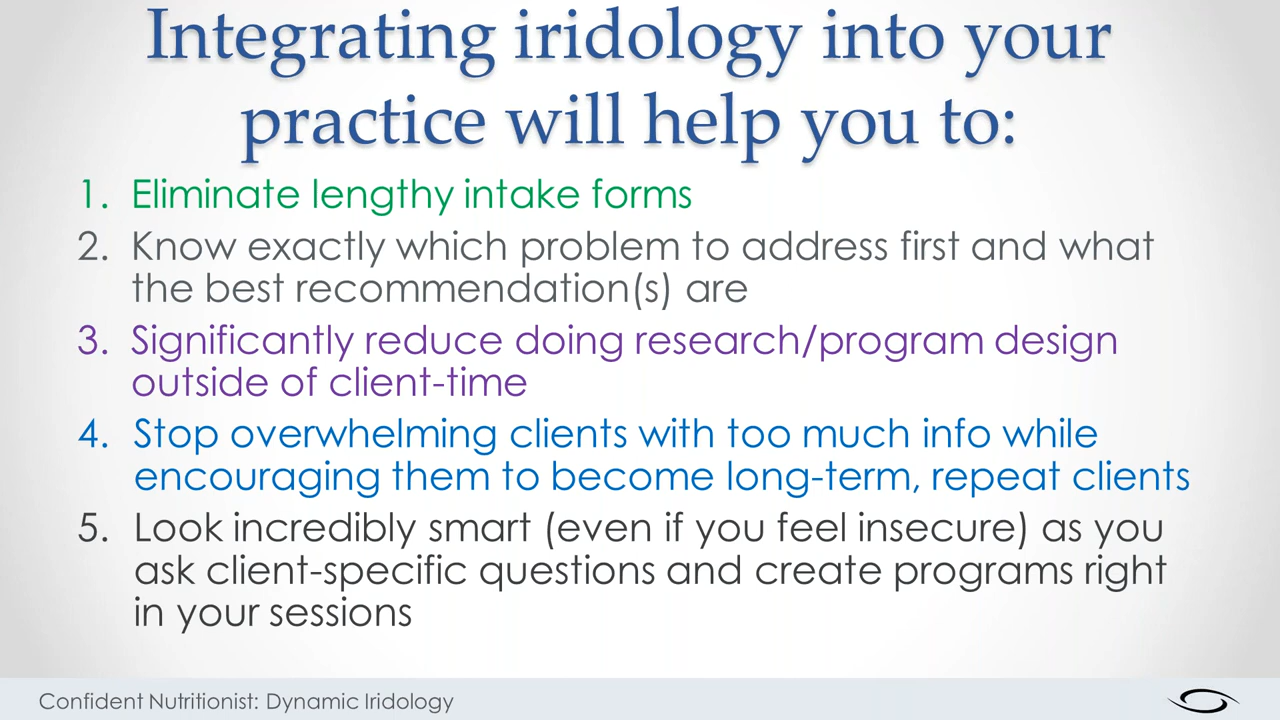 Integrating iridology into your
practice will help you to:
1. Eliminate lengthy intake forms
2. Know exactly which problem to address first and what
the best recommendation(s) are
3. Significantly reduce doing research/program design
outside of client-time
4. Stop overwhelming clients with too much info while
encouraging them to become long-term, repeat clients
5. Look incredibly smart (even if you feel insecure) as you
ask client-specific questions and create programs right
in your sessions
Confident Nutritionist: Dynamic Iridology